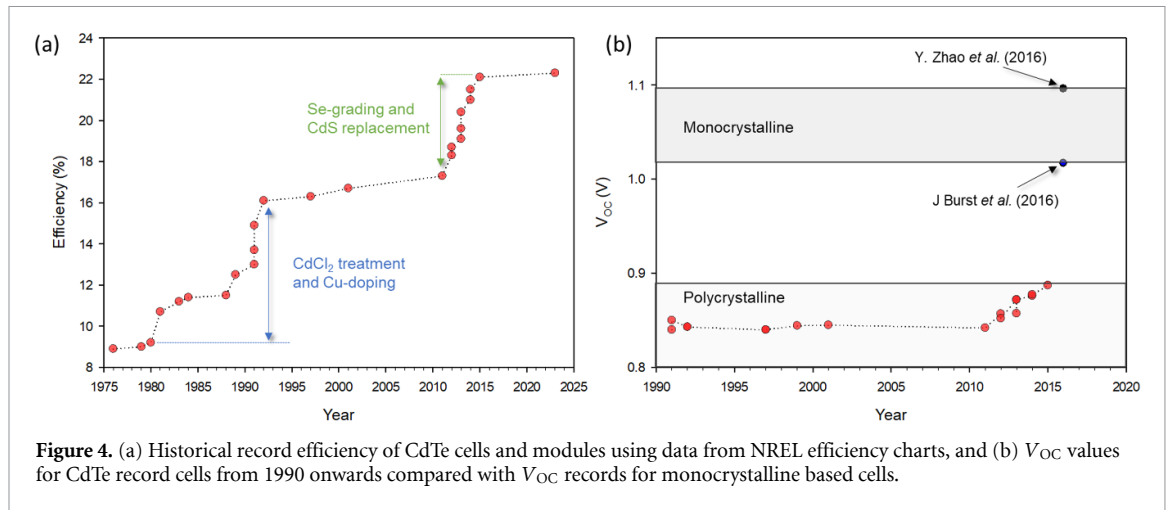 (a)
24
22
20
18
16
14
12
10
8
Efficiency (%)
Se-grading and
CdS replacement
CdCl₂ treatment
and Cu-doping
1975 1980 1985 1990 1995 2000 2005 2010 2015 2020 2025
Year
(b)
1.1
1.0
0.9
0.8
V_OC (V)
Y. Zhao et al. (2016)
Monocrystalline
J Burst et al. (2016)
Polycrystalline
1990 1995 2000 2005 2010 2015 2020
Year
Figure 4. (a) Historical record efficiency of CdTe cells and modules using data from NREL efficiency charts, and (b) V_OC values
for CdTe record cells from 1990 onwards compared with V_OC records for monocrystalline based cells.